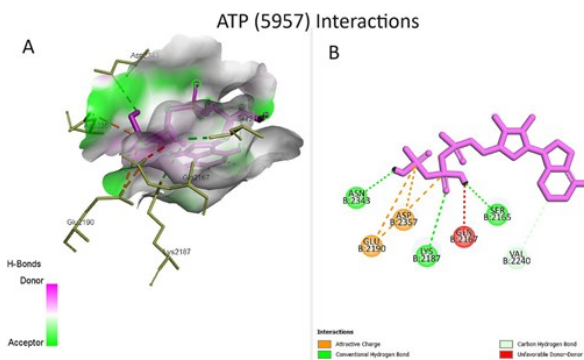 ATP (5957) Interactions
A
B
Gln2167
Glu2190
Lys2187
H-Bonds
Donor
Acceptor
ASN
B:2343
ASP
B:2357
GLU
B:2190
LYS
B:2187
GLN
B:2167
SER
B:2165
VAL
B:2240
Interactions
Attractive Charge
Conventional Hydrogen Bond
Carbon Hydrogen Bond
Unfavorable Donor-Donor